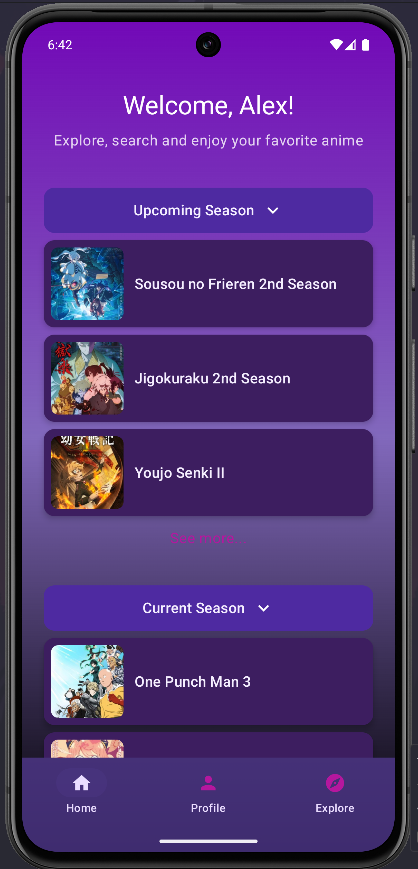 6:42
Welcome, Alex!
Explore, search and enjoy your favorite anime
Upcoming Season
Sousou no Frieren 2nd Season
Jigokuraku 2nd Season
幼女戦記
Youjo Senki II
See more...
Current Season
One Punch Man 3
Home
Profile
Explore